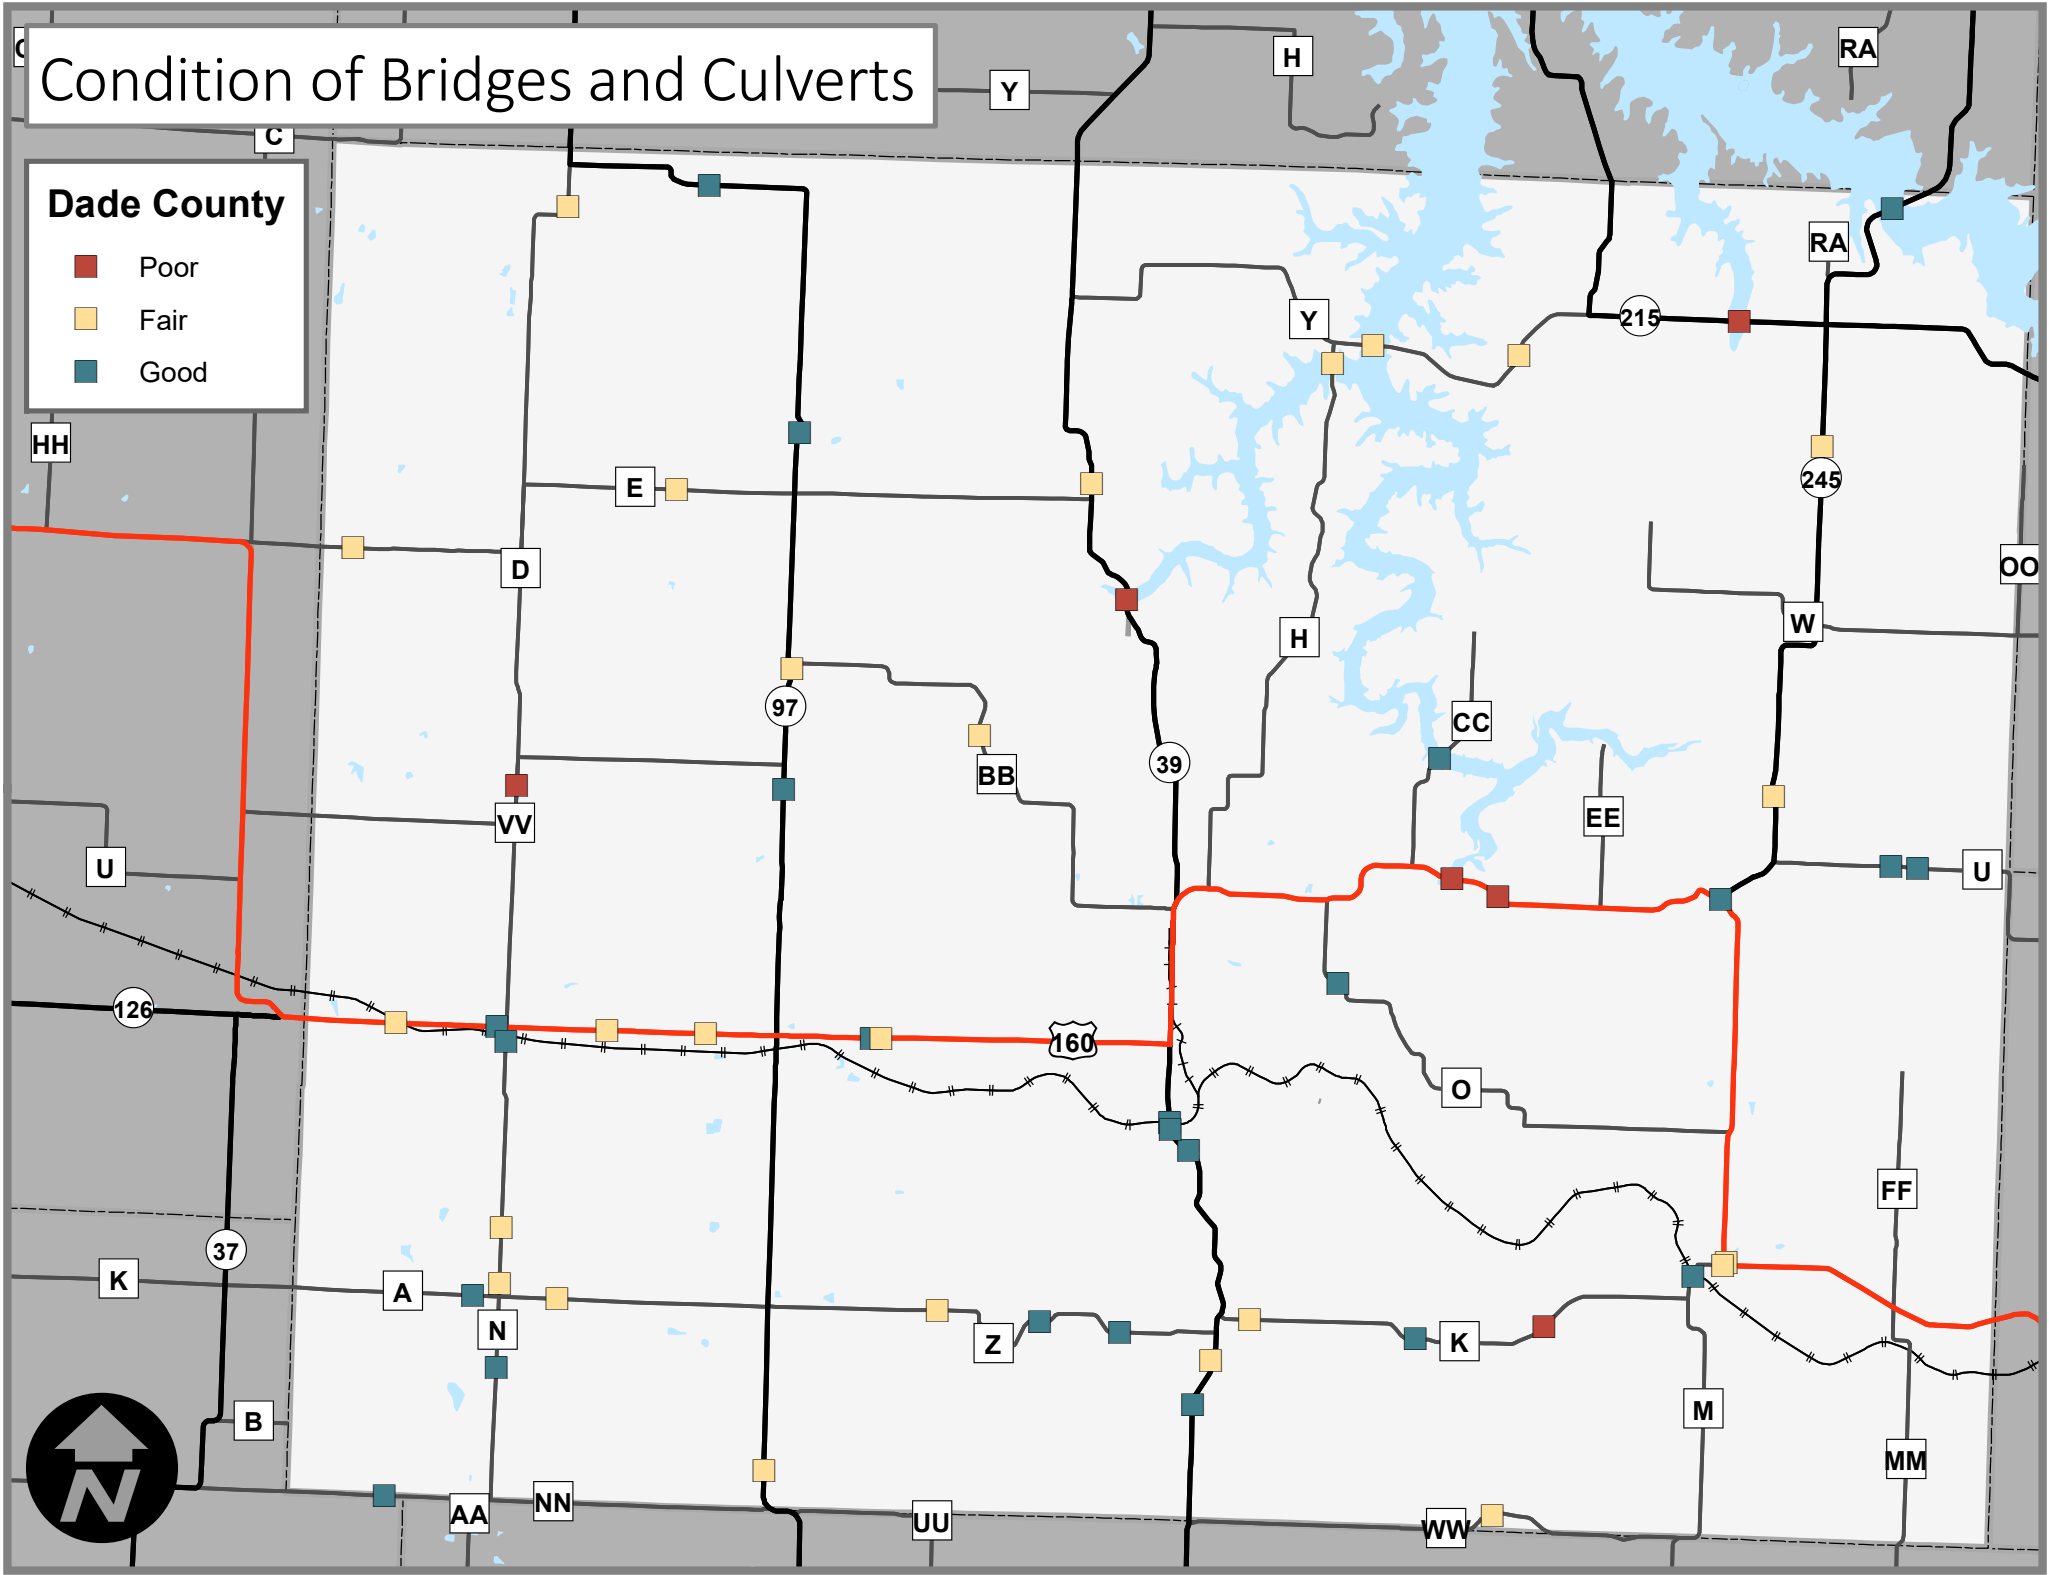 Condition of Bridges and Culverts
Dade County
Poor
Fair
Good
H
RA
Y
C
RA
Y
215
HH
E
245
D
OO
W
H
97
CC
39
BB
EE
VV
U
U
126
160
O
FF
37
K
A
N
Z
K
M
B
MM
NN
AA
UU
WW
N